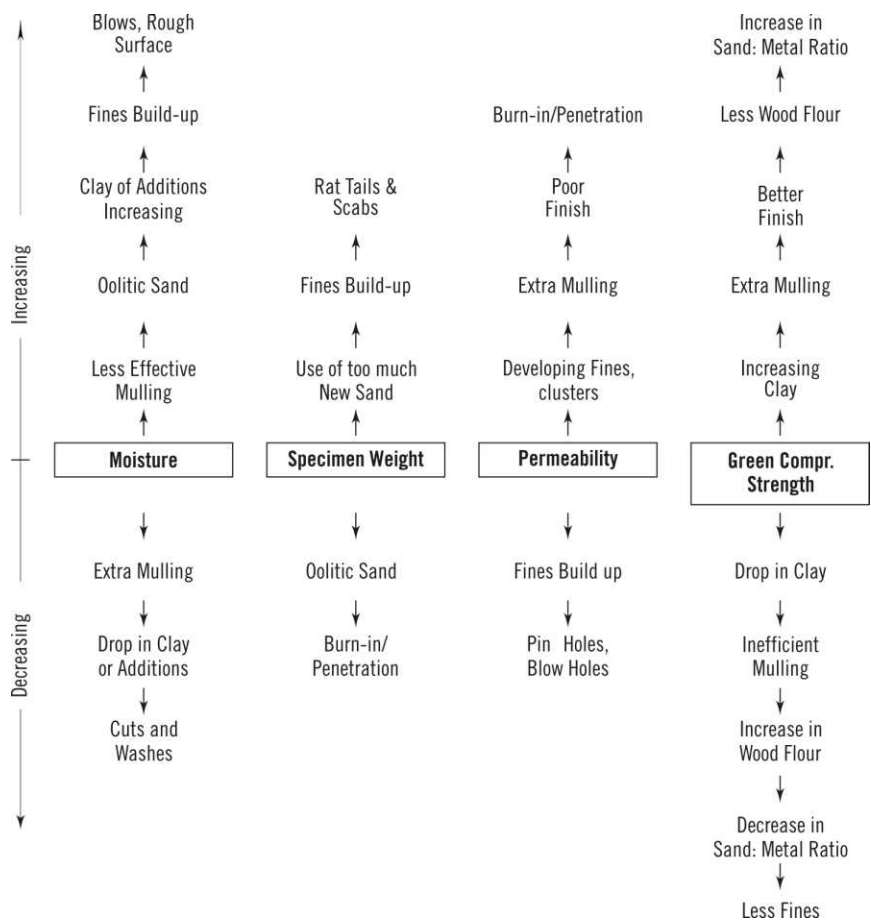 Increasing
Decreasing
Blows, Rough
Surface
Fines Build-up
Clay of Additions
Increasing
Oolitic Sand
Less Effective
Mulling
Moisture
Extra Mulling
Drop in Clay
or Additions
Cuts and
Washes
Rat Tails &
Scabs
Fines Build-up
Use of too much
New Sand
Specimen Weight
Oolitic Sand
Burn-in/
Penetration
Burn-in/Penetration
Poor
Finish
Extra Mulling
Developing Fines,
clusters
Permeability
Fines Build up
Pin Holes,
Blow Holes
Increase in
Sand: Metal Ratio
Less Wood Flour
Better
Finish
Extra Mulling
Increasing
Clay
Green Compr.
Strength
Drop in Clay
Inefficient
Mulling
Increase in
Wood Flour
Decrease in
Sand: Metal Ratio
Less Fines